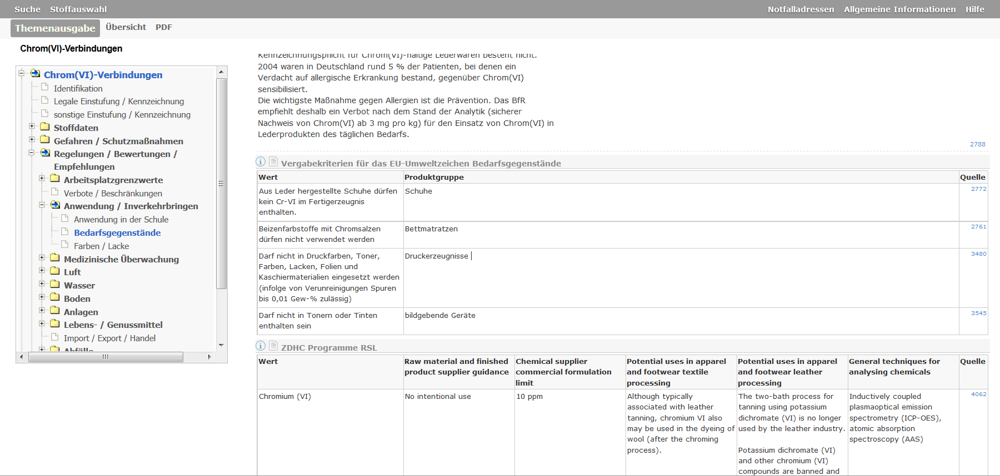 Suche Stoffauswahl Notfalladressen Allgemeine Informationen Hilfe
Themenausgabe Übersicht PDF
Chrom(VI)-Verbindungen
Chrom(VI)-Verbindungen
Identifikation
Legale Einstufung / Kennzeichnung
sonstige Einstufung / Kennzeichnung
Stoffdaten
Gefahren / Schutzmaßnahmen
Regelungen / Bewertungen /
Empfehlungen
Arbeitsplatzgrenzwerte
Verbote / Beschränkungen
Anwendung / Inverkehrbringen
Anwendung in der Schule
Bedarfsgegenstände
Farben / Lacke
Medizinische Überwachung
Luft
Wasser
Boden
Anlagen
Lebens- / Genussmittel
Import / Export / Handel
Abfälle
Kennzeichnungspflicht für Chrom(VI)-haltige Lederwaren besteht nicht.
2004 waren in Deutschland rund 5 % der Patienten, bei denen ein
Verdacht auf allergische Erkrankung bestand, gegenüber Chrom(VI)
sensibilisiert.
Die wichtigste Maßnahme gegen Allergien ist die Prävention. Das BfR
empfiehlt deshalb ein Verbot nach dem Stand der Analytik (sicherer
Nachweis von Chrom(VI) ab 3 mg pro kg) für den Einsatz von Chrom(VI) in
Lederprodukten des täglichen Bedarfs.
2788
Vergabekriterien für das EU-Umweltzeichen Bedarfsgegenstände
Wert Produktgruppe Quelle
Aus Leder hergestellte Schuhe dürfen
kein Cr-VI im Fertigerzeugnis
enthalten.
Schuhe
2772
Beizenfarbstoffe mit Chromsalzen
dürfen nicht verwendet werden
Bettmatratzen
2761
Darf nicht in Druckfarben, Toner,
Farben, Lacken, Folien und
Kaschiermaterialien eingesetzt werden
(infolge von Verunreinigungen Spuren
bis 0,01 Gew-% zulässig)
Druckerzeugnisse
3480
Darf nicht in Tonern oder Tinten
enthalten sein
bildgebende Geräte
3545
ZDHC Programme RSL
Wert
Raw material and finished
product supplier guidance
Chemical supplier
commercial formulation
limit
Potential uses in apparel
and footwear textile
processing
Potential uses in apparel
and footwear leather
processing
General techniques for
analysing chemicals
Quelle
Chromium (VI)
No intentional use
10 ppm
Although typically
associated with leather
tanning, chromium VI also
may be used in the dyeing of
wool (after the chroming
process).
The two-bath process for
tanning using potassium
dichromate (VI) is no longer
used by the leather industry.
Potassium dichromate (VI)
and other chromium (VI)
compounds are banned and
Inductively coupled
plasmaoptical emission
spectrometry (ICP-OES),
atomic absorption
spectroscopy (AAS)
4062